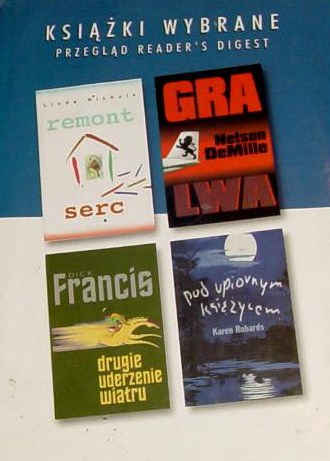 KSIĄŻKI WYBRANE
PRZEGLĄD READER'S DIGEST
Linda Nichols
remont
serc
GRA
Nelson
DeMille
LWA
DICK
Francis
drugie
uderzenie
wiatru
pod upiornym
księżycem
Karen Robards